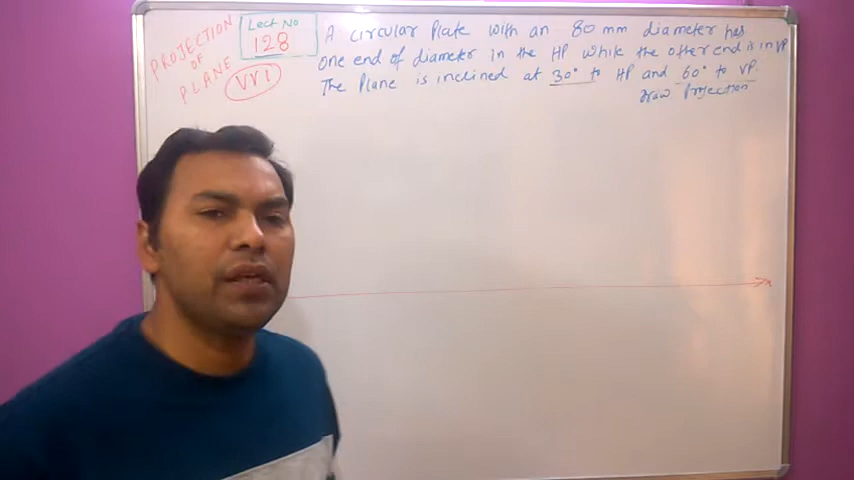 PROJECTION
OF
PLANE
Lect No
128
VVI
A circular Plate with an 80 mm diameter has
one end of diameter in the HP while the other end is in VP
The Plane is inclined at 30° to HP and 60° to VP.
Draw Projection